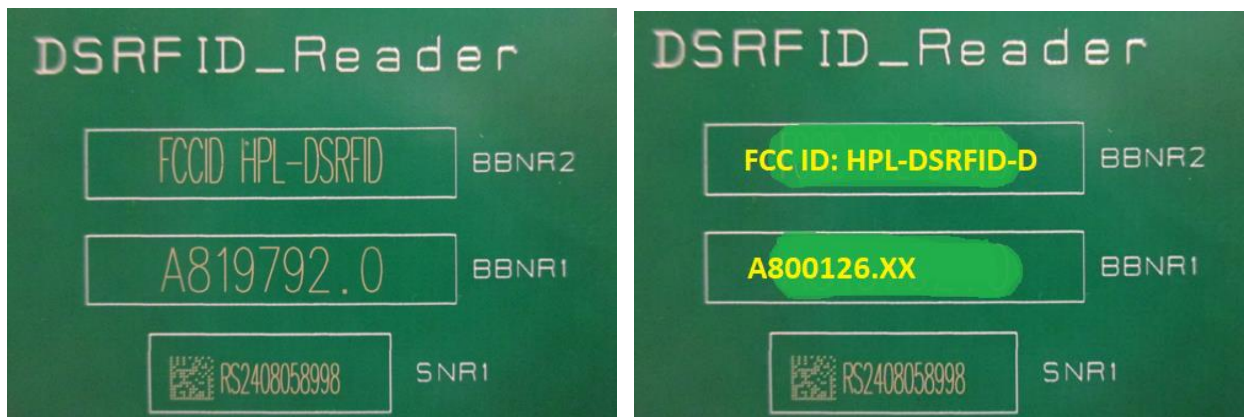 DSRFID_Reader
FCCID HPL-DSRFID BBNR2
A819792.0 BBNR1
RS2408058998 SNR1
DSRFID_Reader
FCC ID: HPL-DSRFID-D BBNR2
A800126.XX BBNR1
RS2408058998 SNR1